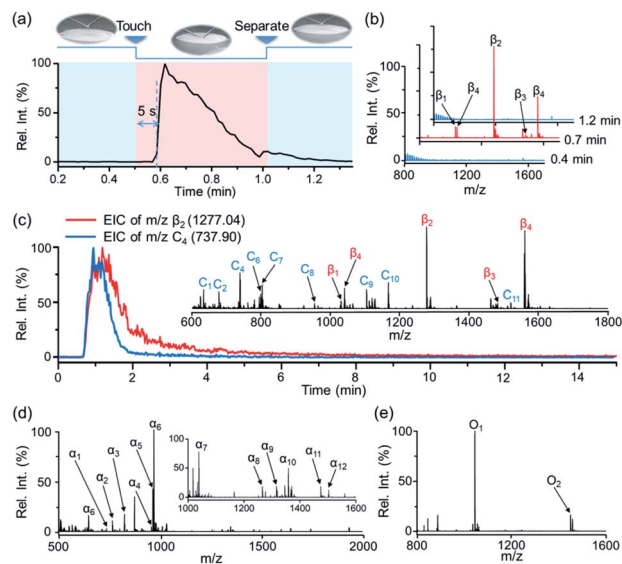 (a) Touch Separate
100
50
0
Rel. Int. (%)
5 s
0.2 0.4 0.6 0.8 1.0 1.2
Time (min)
(b)
β2
β1 β4 β3 β4
100
50
0
Rel. Int. (%)
1.2 min
0.7 min
0.4 min
800 1200 1600
m/z
(c) EIC of m/z β2 (1277.04)
EIC of m/z C4 (737.90)
100
50
0
Rel. Int. (%)
0 2 4 6 8 10 12 14
Time (min)
C1 C2 C4 C6 C7 C8 β1 β4 C9 C10 β2 β3 C11 β4
600 800 1000 1200 1400 1600 1800
m/z
(d)
100
50
0
Rel. Int. (%)
α1 α6 α2 α3 α4 α5 α6
500 1000 1500 2000
m/z
100
50
0
α7 α8 α9 α10 α11 α12
1000 1100 1200 1300 1400 1500 1600
(e)
100
50
0
Rel. Int. (%)
O1
O2
800 1200 1600
m/z